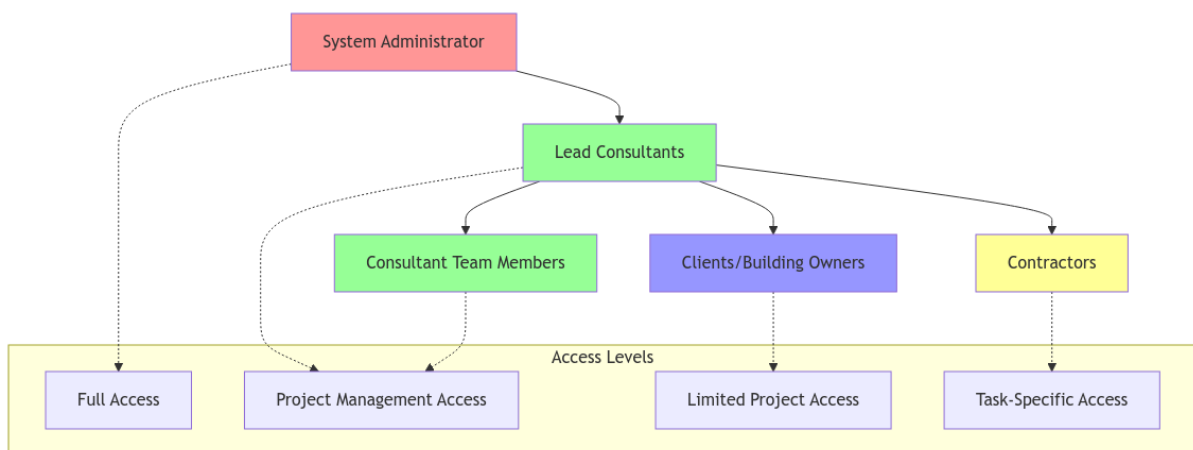 System Administrator
Lead Consultants
Consultant Team Members
Clients/Building Owners
Contractors
Access Levels
Full Access
Project Management Access
Limited Project Access
Task-Specific Access